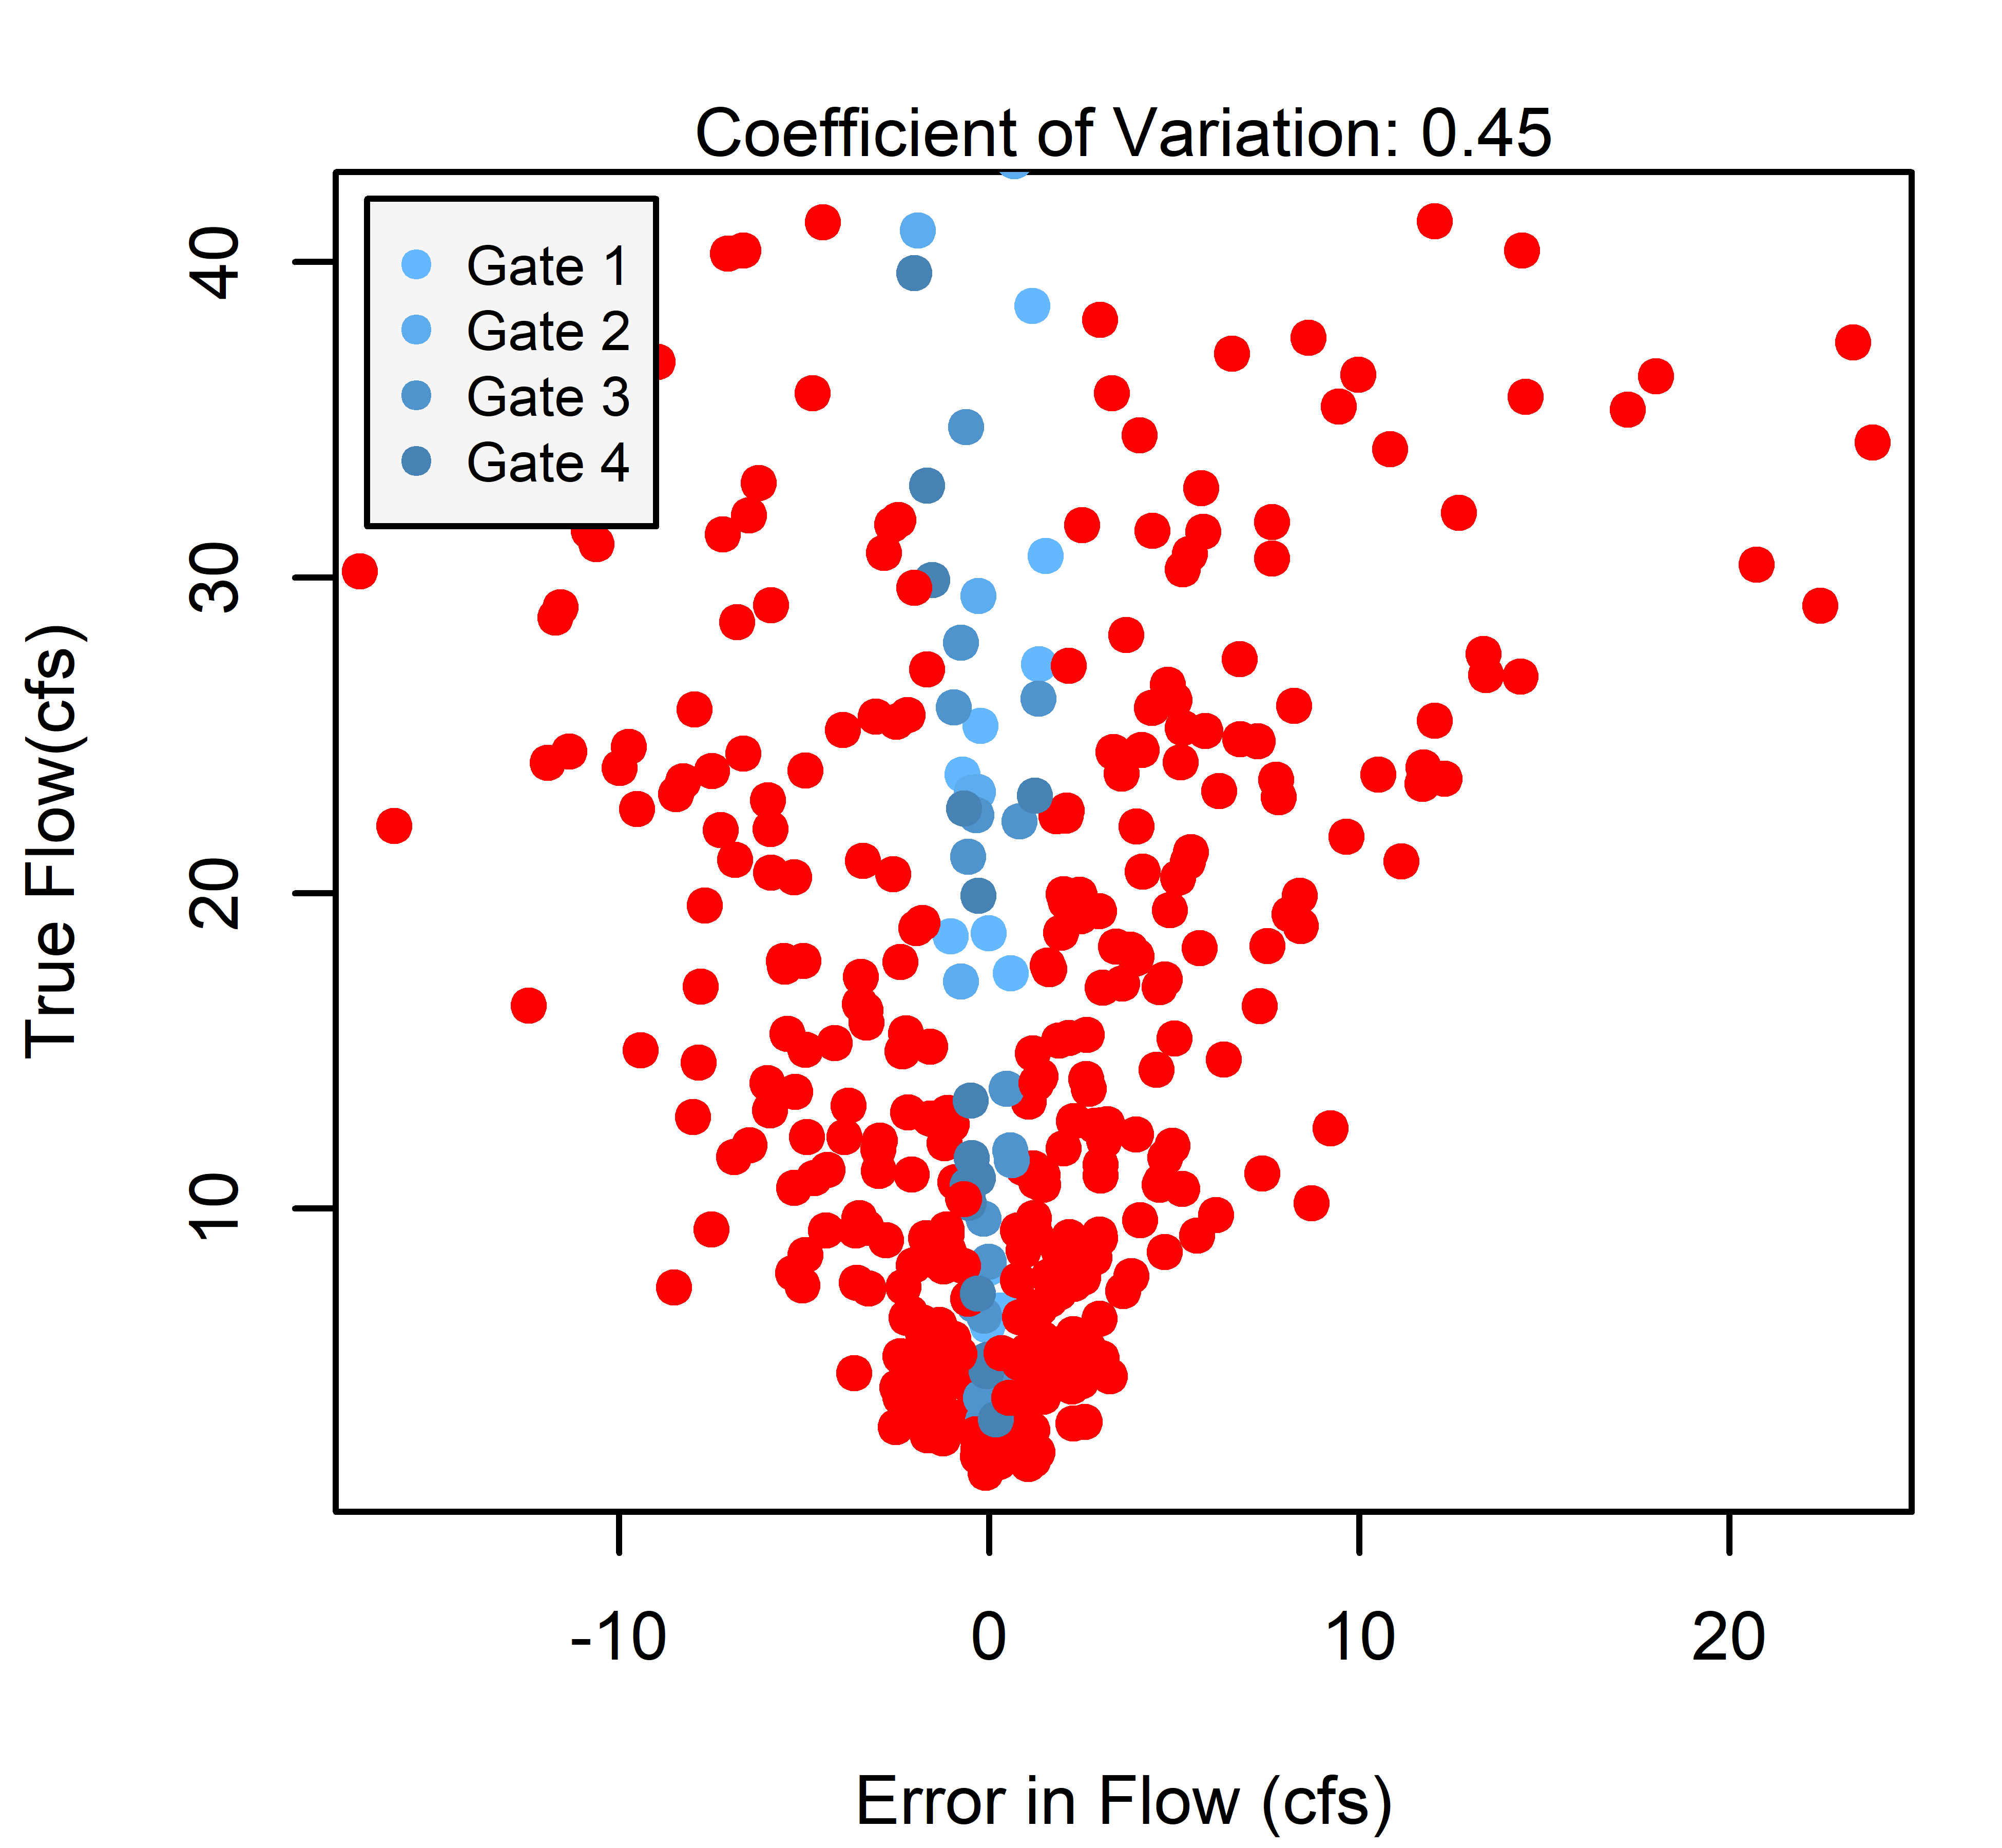 Coefficient of Variation: 0.45
Gate 1
Gate 2
Gate 3
Gate 4
True Flow(cfs)
40
30
20
10
-10 0 10 20
Error in Flow (cfs)